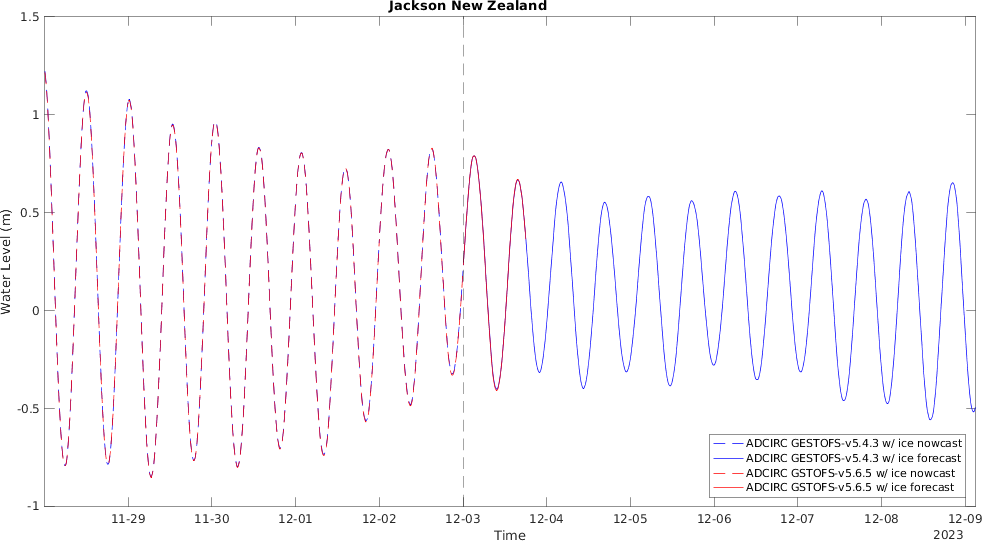 Jackson New Zealand
1.5
1
0.5
0
-0.5
-1
Water Level (m)
11-29 11-30 12-01 12-02 12-03 12-04 12-05 12-06 12-07 12-08 12-09
Time
2023
ADCIRC GESTOFS-v5.4.3 w/ ice nowcast
ADCIRC GESTOFS-v5.4.3 w/ ice forecast
ADCIRC GSTOFS-v5.6.5 w/ ice nowcast
ADCIRC GSTOFS-v5.6.5 w/ ice forecast